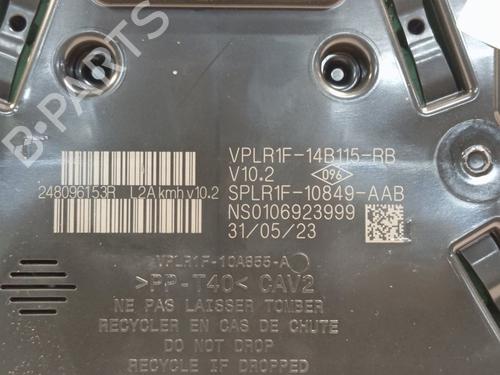 VPLR1F-14B115-RB
V10.2
096
248096153R L2A kmh v10.2
SPLR1F-10849-AAB
NS0106923999
31/05/23
VPLR1F-10A855-A
>PP-T40< CAV2
NE PAS LAISSER TOMBER
RECYCLER EN CAS DE CHUTE
DO NOT DROP
RECYCLE IF DROPPED
B-PARTS